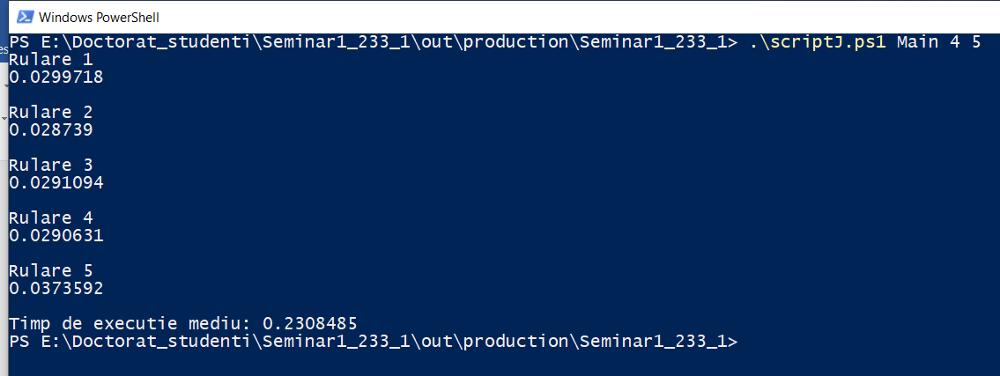 Windows PowerShell
PS E:\Doctorat_studenti\Seminar1_233_1\out\production\Seminar1_233_1> .\scriptJ.ps1 Main 4 5
Rulare 1
0.0299718
Rulare 2
0.028739
Rulare 3
0.0291094
Rulare 4
0.0290631
Rulare 5
0.0373592
Timp de executie mediu: 0.2308485
PS E:\Doctorat_studenti\Seminar1_233_1\out\production\Seminar1_233_1>